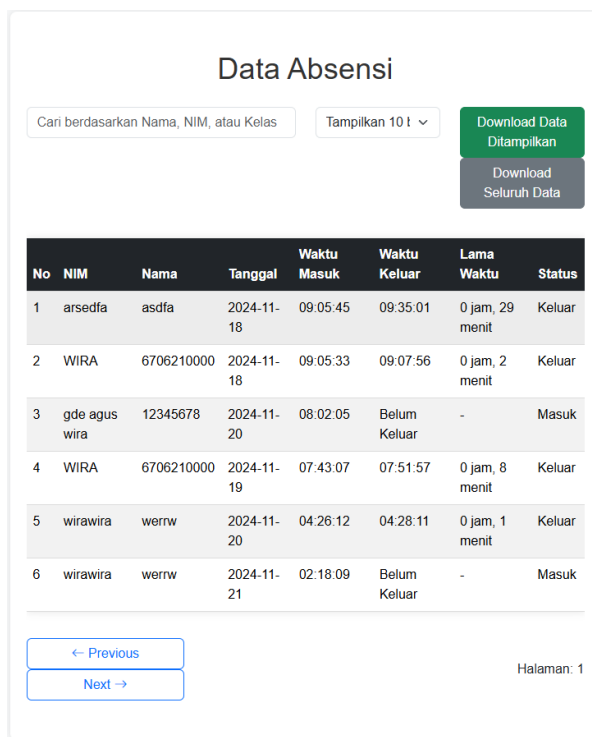 Data Absensi
Cari berdasarkan Nama, NIM, atau Kelas
Tampilkan 10 b
Download Data
Ditampilkan
Download
Seluruh Data
No NIM Nama Tanggal Waktu Masuk Waktu Keluar Lama Waktu Status
1 arsedfa asdfa 2024-11-18 09:05:45 09:35:01 0 jam, 29 menit Keluar
2 WIRA 6706210000 2024-11-18 09:05:33 09:07:56 0 jam, 2 menit Keluar
3 gde agus wira 12345678 2024-11-20 08:02:05 Belum Keluar - Masuk
4 WIRA 6706210000 2024-11-19 07:43:07 07:51:57 0 jam, 8 menit Keluar
5 wirawira werrw 2024-11-20 04:26:12 04:28:11 0 jam, 1 menit Keluar
6 wirawira werrw 2024-11-21 02:18:09 Belum Keluar - Masuk
← Previous
Next →
Halaman: 1